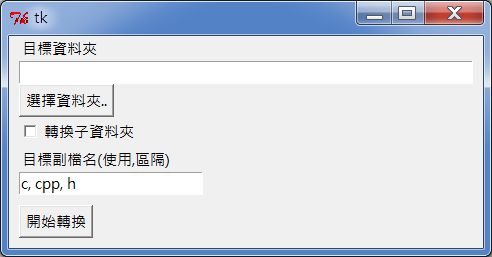 tk
目標資料夾
選擇資料夾..
轉換子資料夾
目標副檔名(使用,區隔)
c, cpp, h
開始轉換